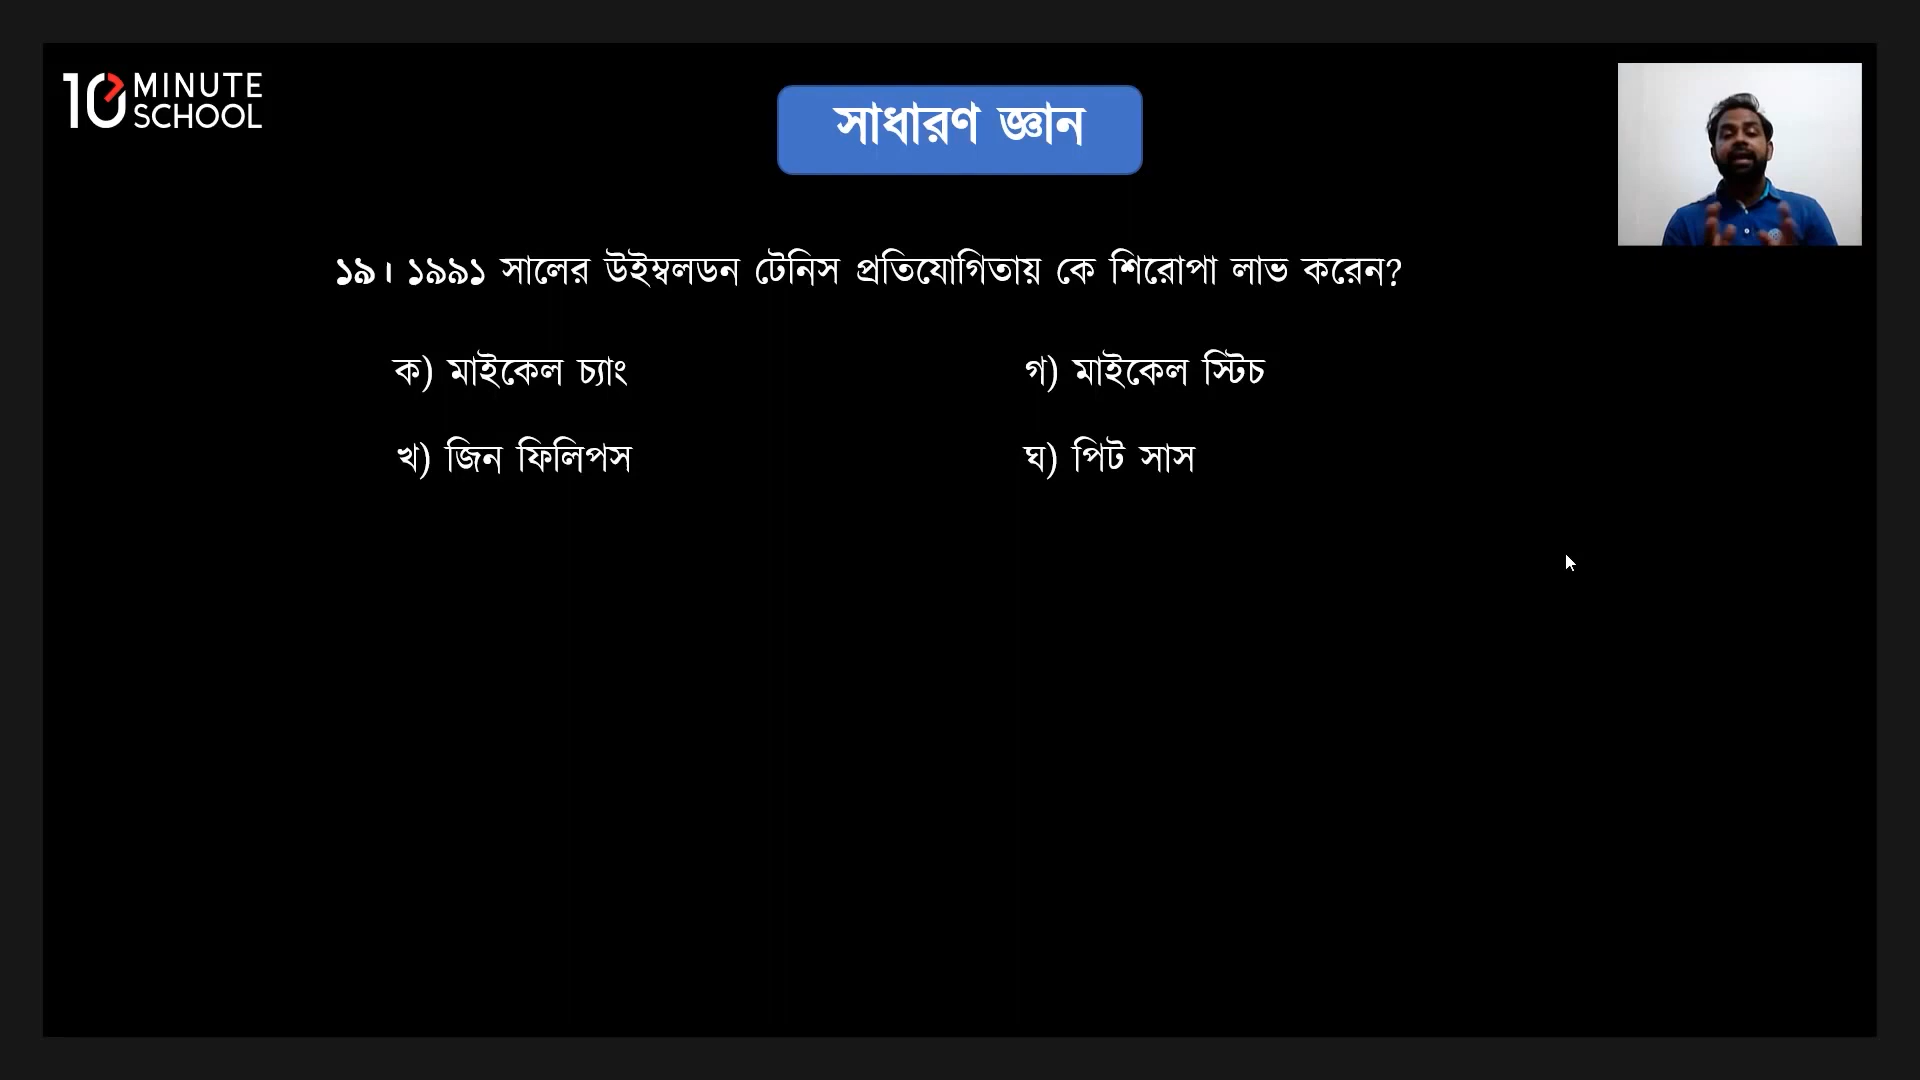 10 MINUTE SCHOOL
সাধারণ জ্ঞান
১৯। ১৯৯১ সালের উইম্বলডন টেনিস প্রতিযোগিতায় কে শিরোপা লাভ করেন?
ক) মাইকেল চ্যাং
গ) মাইকেল স্টিচ
খ) জিন ফিলিপস
ঘ) পিট সাস